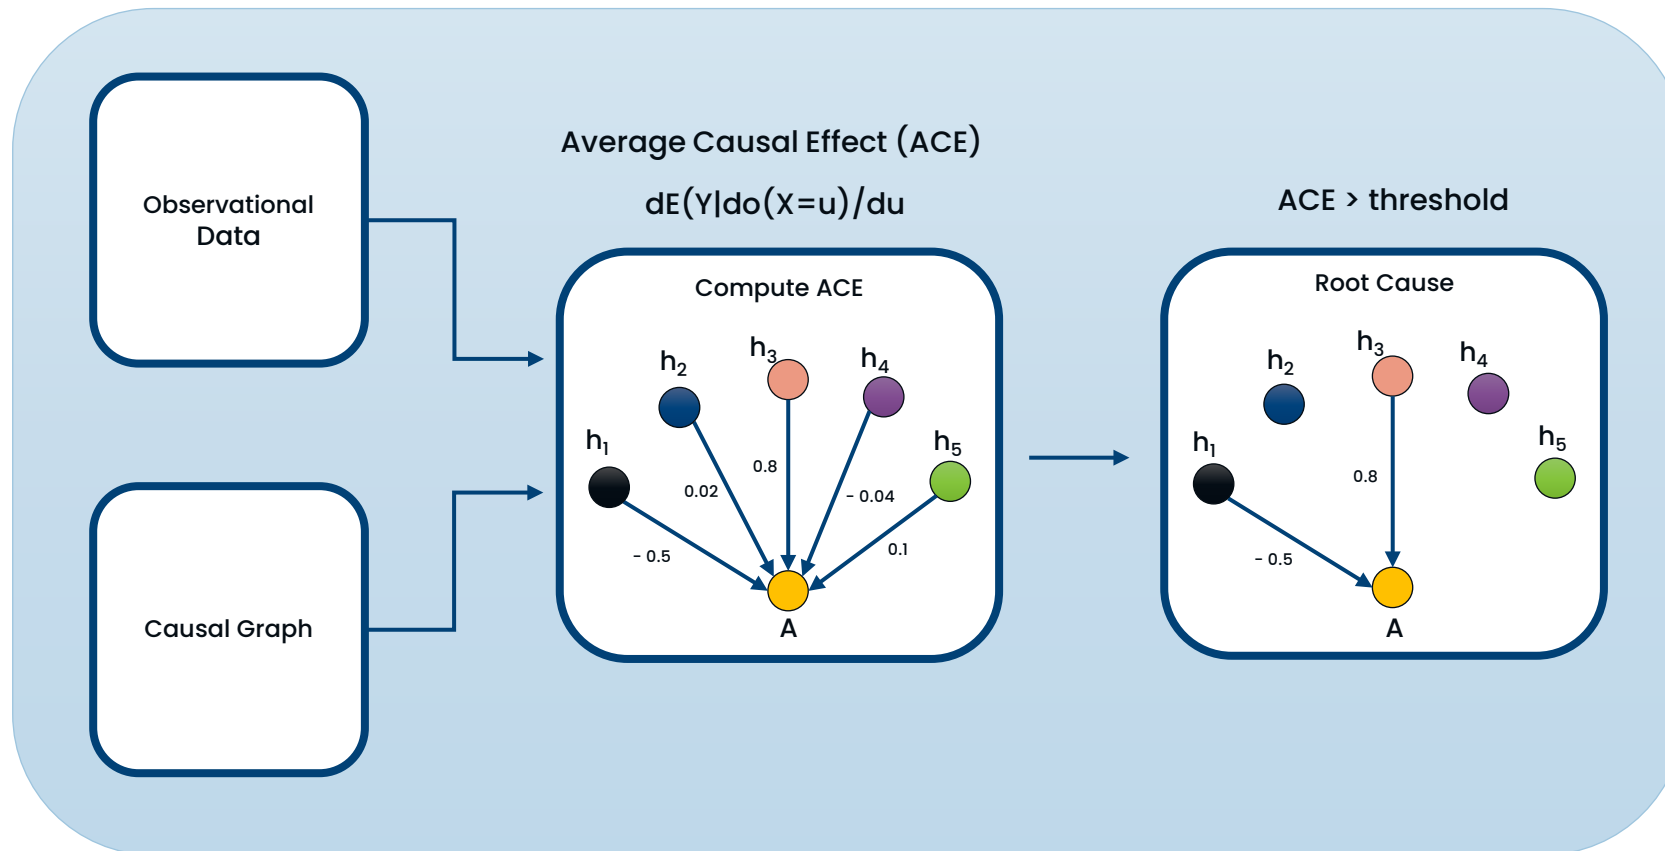 Observational
Data
Causal Graph
Average Causal Effect (ACE)
dE(Y|do(X=u)/du
Compute ACE
h₁
h₂
h₃
h₄
h₅
- 0.5
0.02
0.8
- 0.04
0.1
A
ACE > threshold
Root Cause
h₁
h₂
h₃
h₄
h₅
- 0.5
0.8
A